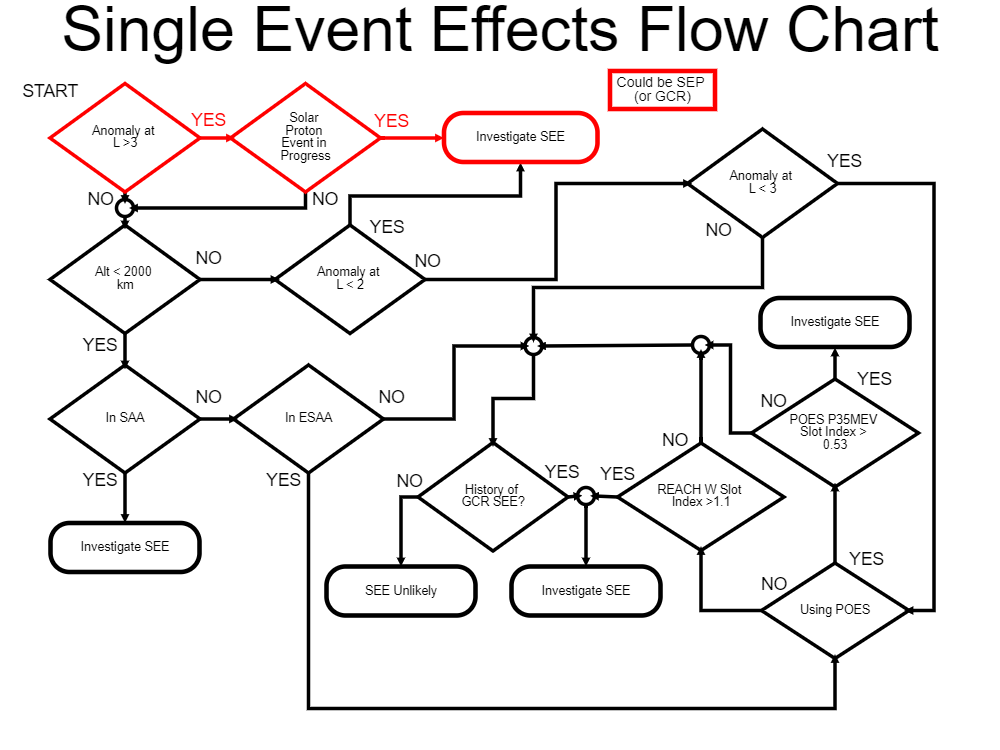 Single Event Effects Flow Chart
START
Could be SEP
(or GCR)
Anomaly at
L >3
YES
Solar
Proton
Event in
Progress
YES
Investigate SEE
NO
NO
Anomaly at
L < 3
YES
NO
Alt < 2000
km
NO
Anomaly at
L < 2
YES
NO
YES
Investigate SEE
In SAA
NO
In ESAA
NO
YES
YES
Investigate SEE
POES P35MEV
Slot Index >
0.53
YES
NO
History of
GCR SEE?
NO
YES
REACH W Slot
Index >1.1
YES
NO
SEE Unlikely
Investigate SEE
Using POES
YES
NO